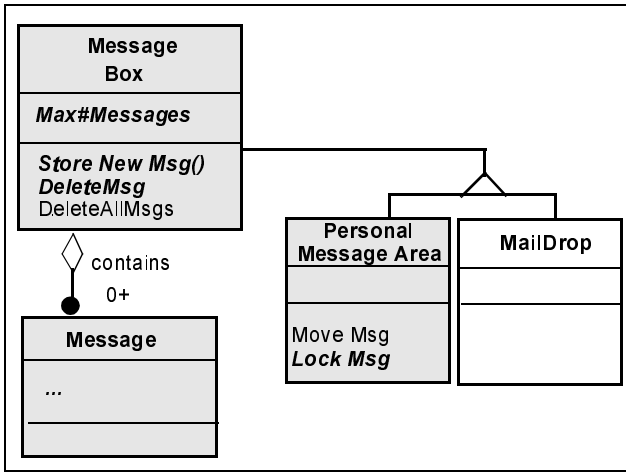 Message
Box
Max#Messages
Store New Msg()
DeleteMsg
DeleteAllMsgs
contains
0+
Message
...
Personal
Message Area
Move Msg
Lock Msg
MailDrop